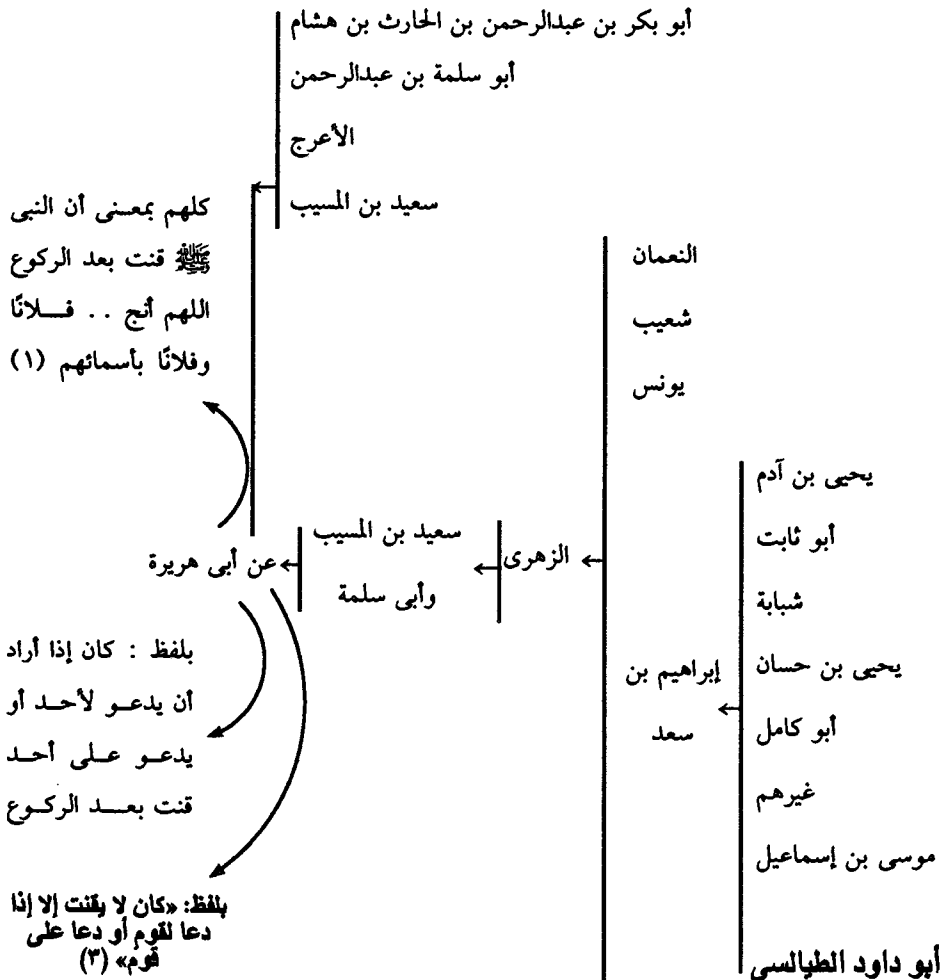 أبو بكر بن عبدالرحمن بن الحارث بن هشام
أبو سلمة بن عبدالرحمن
الأعرج
سعيد بن المسيب
كلهم بمعنى أن النبى
ﷺ قنت بعد الركوع
اللهم أنج .. فلانًا
وفلانًا بأسمائهم (١)
النعمان
شعيب
يونس
يحيى بن آدم
أبو ثابت
شبابة
يحيى بن حسان
أبو كامل
غيرهم
موسى بن إسماعيل
أبو داود الطيالسى
إبراهيم بن
سعد
الزهرى
سعيد بن المسيب
وأبى سلمة
عن أبى هريرة
بلفظ : كان إذا أراد
أن يدعو لأحد أو
يدعو على أحد
قنت بعد الركوع
بلفظ: «كان لا يقنت إلا إذا
دعا لقوم أو دعا على
قوم» (٣)